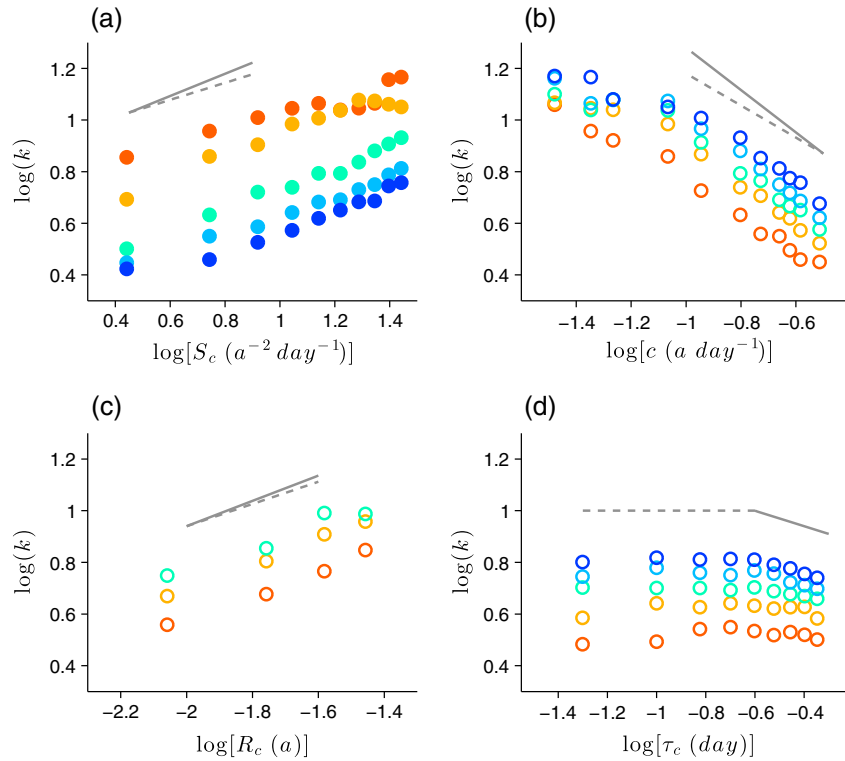 (a)
1.2
1
0.8
0.6
0.4
log(k)
0.4 0.6 0.8 1 1.2 1.4
log[S_c (a^−2 day^−1)]
(b)
1.2
1
0.8
0.6
0.4
log(k)
−1.4 −1.2 −1 −0.8 −0.6
log[c (a day^−1)]
(c)
1.2
1
0.8
0.6
0.4
log(k)
−2.2 −2 −1.8 −1.6 −1.4
log[R_c (a)]
(d)
1.2
1
0.8
0.6
0.4
log(k)
−1.4 −1.2 −1 −0.8 −0.6 −0.4
log[τ_c (day)]